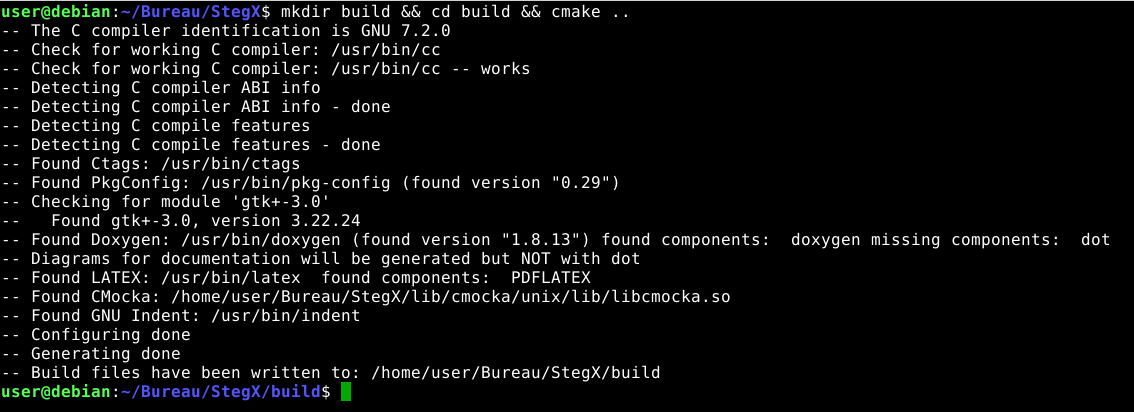 user@debian:~/Bureau/StegX$ mkdir build && cd build && cmake ..
-- The C compiler identification is GNU 7.2.0
-- Check for working C compiler: /usr/bin/cc
-- Check for working C compiler: /usr/bin/cc -- works
-- Detecting C compiler ABI info
-- Detecting C compiler ABI info - done
-- Detecting C compile features
-- Detecting C compile features - done
-- Found Ctags: /usr/bin/ctags
-- Found PkgConfig: /usr/bin/pkg-config (found version "0.29")
-- Checking for module 'gtk+-3.0'
--   Found gtk+-3.0, version 3.22.24
-- Found Doxygen: /usr/bin/doxygen (found version "1.8.13") found components:  doxygen missing components:  dot
-- Diagrams for documentation will be generated but NOT with dot
-- Found LATEX: /usr/bin/latex  found components:  PDFLATEX
-- Found CMocka: /home/user/Bureau/StegX/lib/cmocka/unix/lib/libcmocka.so
-- Found GNU Indent: /usr/bin/indent
-- Configuring done
-- Generating done
-- Build files have been written to: /home/user/Bureau/StegX/build
user@debian:~/Bureau/StegX/build$